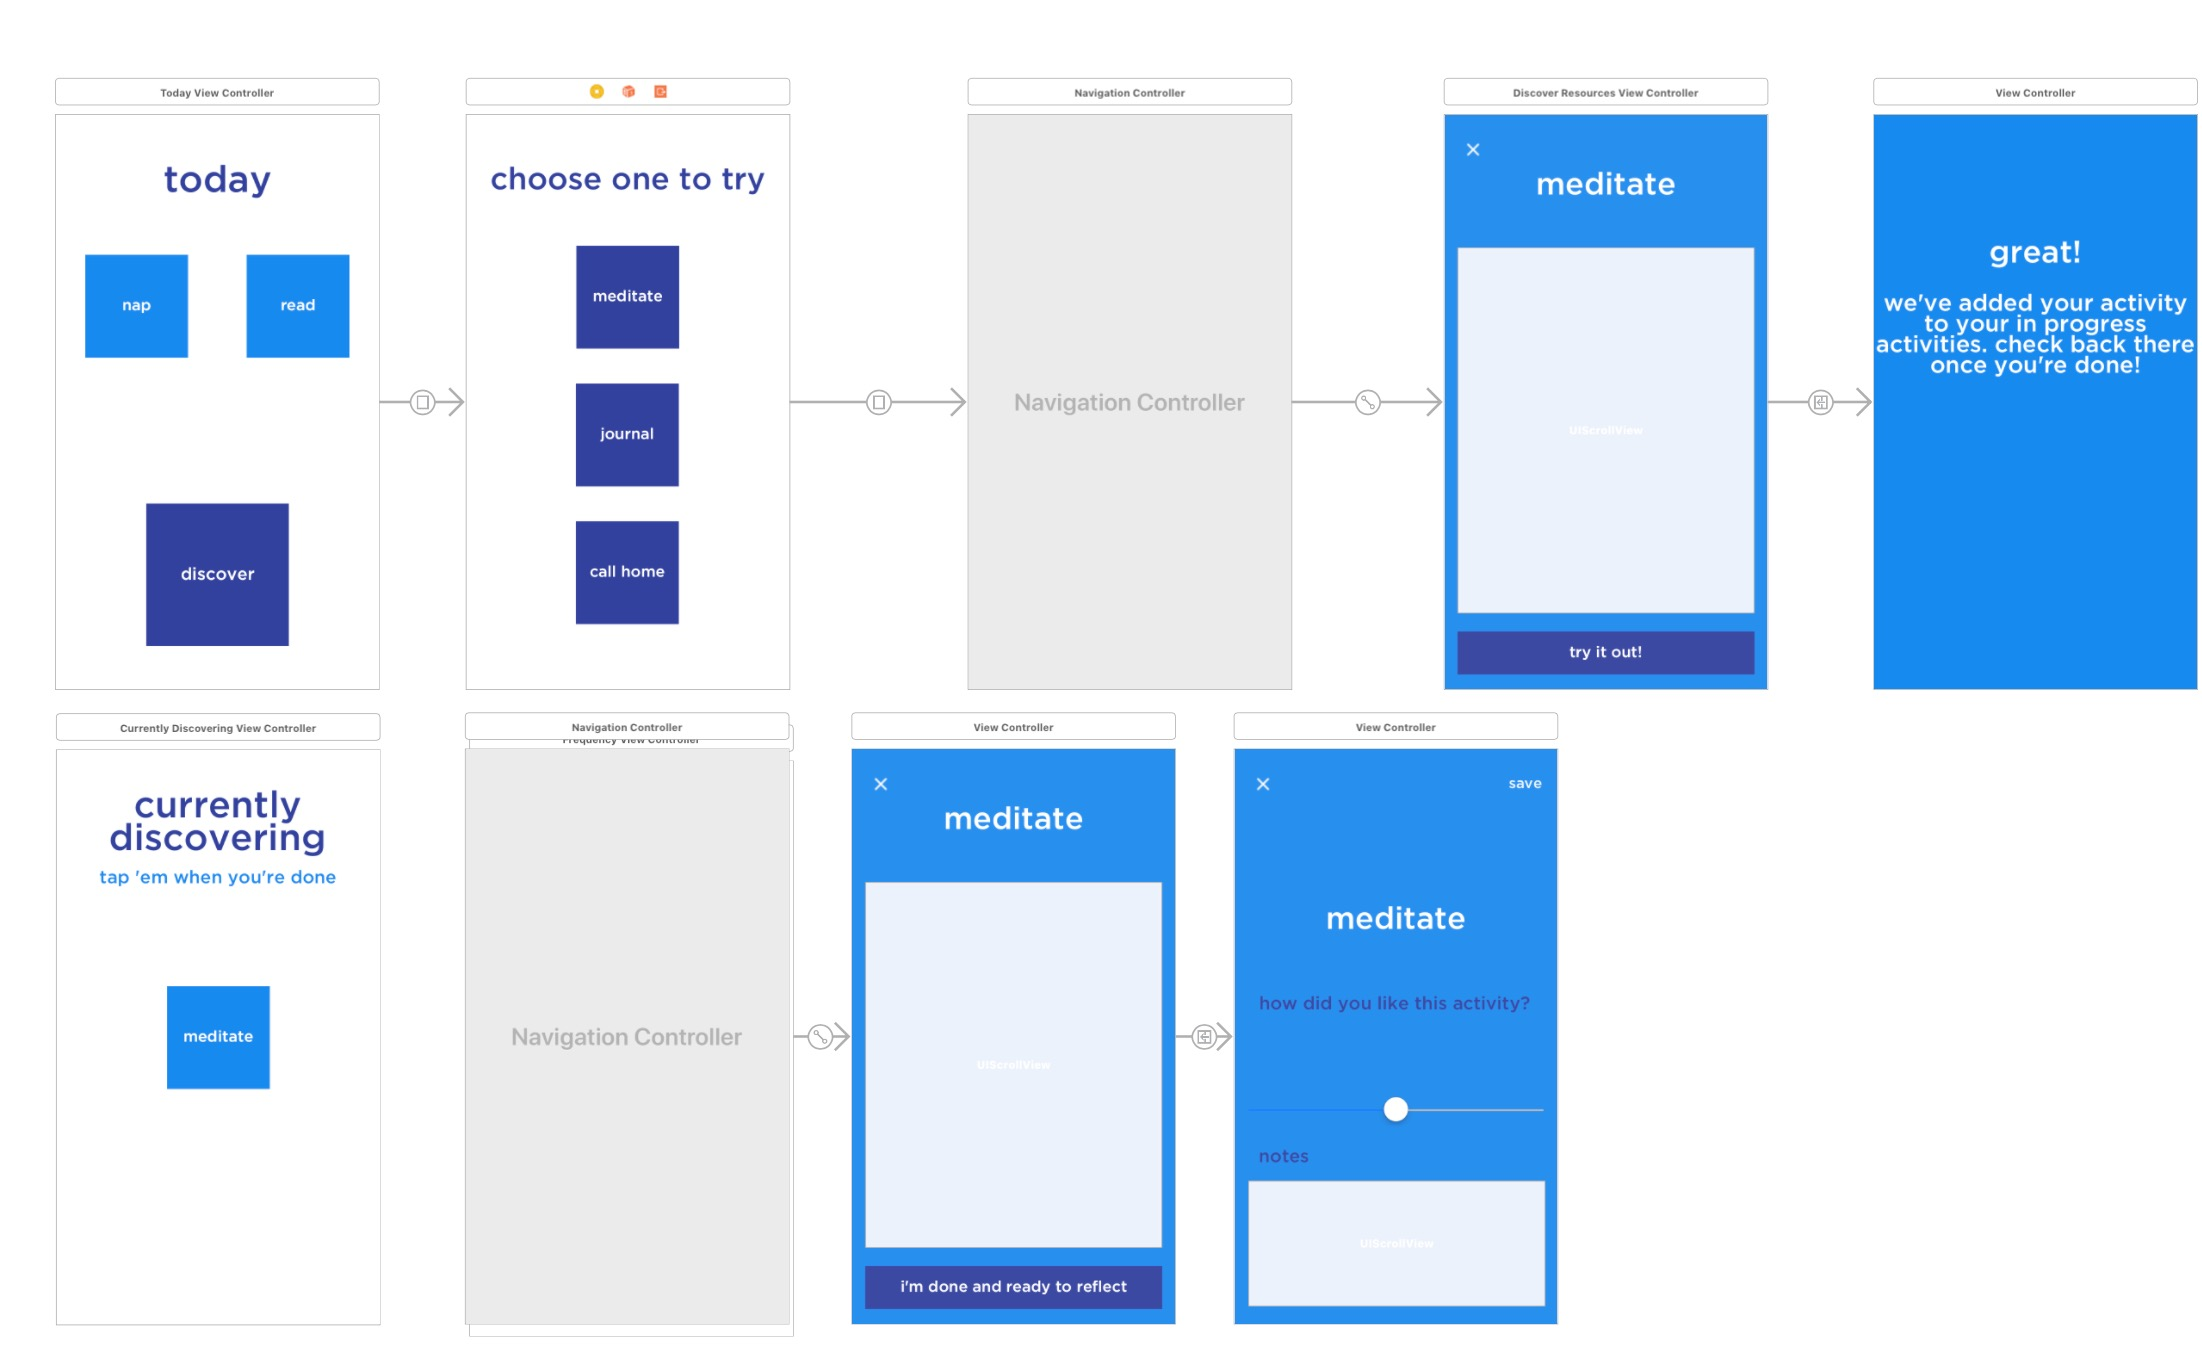 Today View Controller
today
nap
read
discover
choose one to try
meditate
journal
call home
Navigation Controller
Navigation Controller
Discover Resources View Controller
meditate
UIScrollView
try it out!
View Controller
great!
we've added your activity
to your in progress
activities. check back there
once you're done!
Currently Discovering View Controller
currently
discovering
tap 'em when you're done
meditate
Navigation Controller
Frequency View Controller
Navigation Controller
View Controller
meditate
UIScrollView
i'm done and ready to reflect
View Controller
save
meditate
how did you like this activity?
notes
UIScrollView